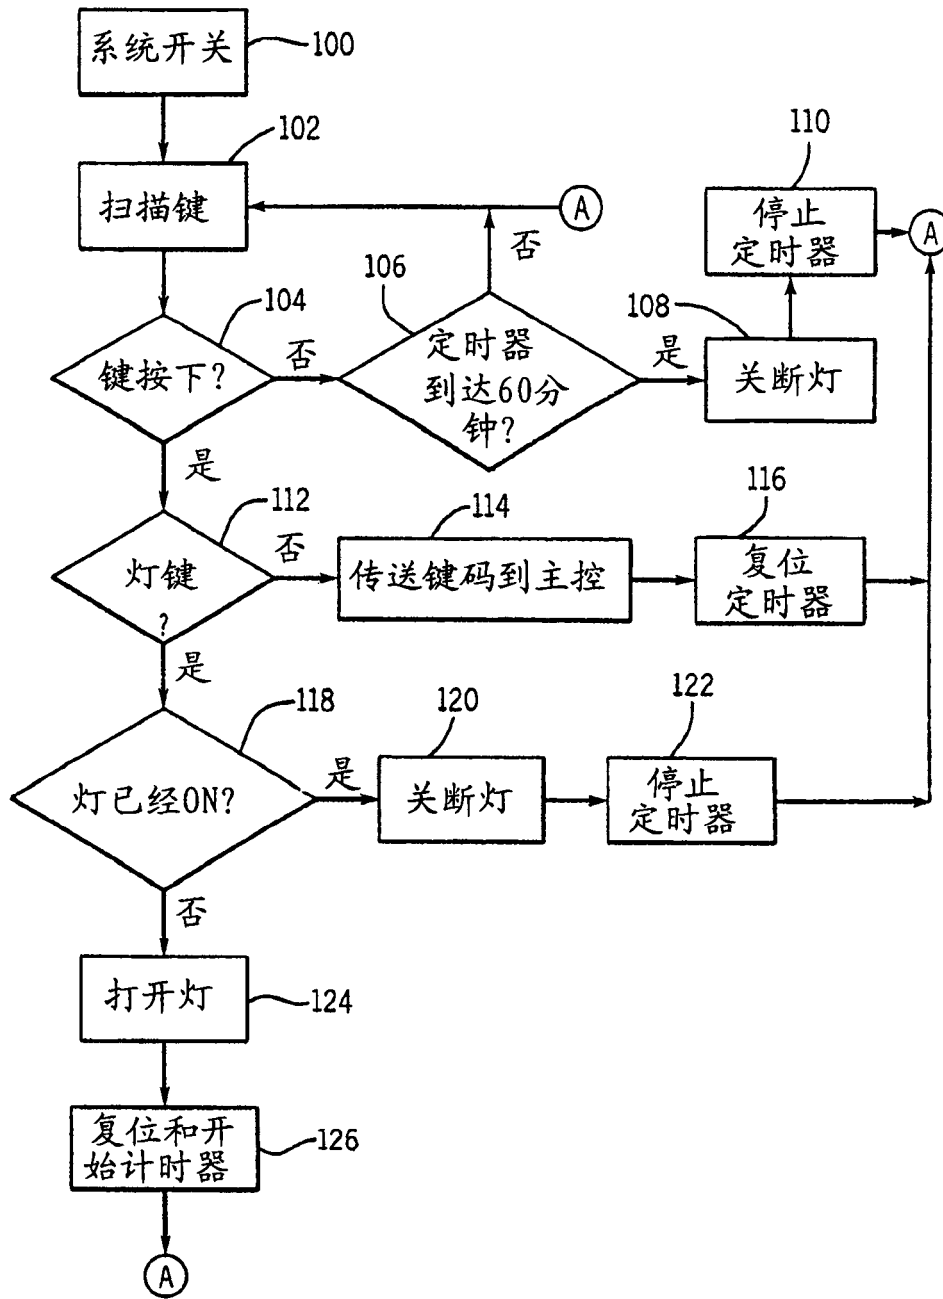 系统开关
100
102
扫描键
A
110
停止
定时器
A
104
键按下?
否
106
否
定时器
到达60分
钟?
是
108
关断灯
是
112
灯键
?
否
114
传送键码到主控
116
复位
定时器
是
118
灯已经ON?
是
120
关断灯
122
停止
定时器
否
打开灯
124
复位和开
始计时器
126
A